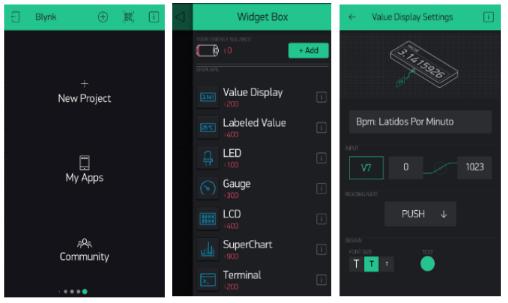 Blynk
New Project
My Apps
Community
Widget Box
YOUR ENERGY BALANCE
0
+ Add
DISPLAYS
Value Display
200
Labeled Value
400
LED
100
Gauge
300
LCD
400
SuperChart
900
Terminal
200
Value Display Settings
3.1415926
Bpm: Latidos Por Minuto
INPUT
V7
0
1023
READING RATE
PUSH
DESIGN
FONT SIZE
TEXT
T T T